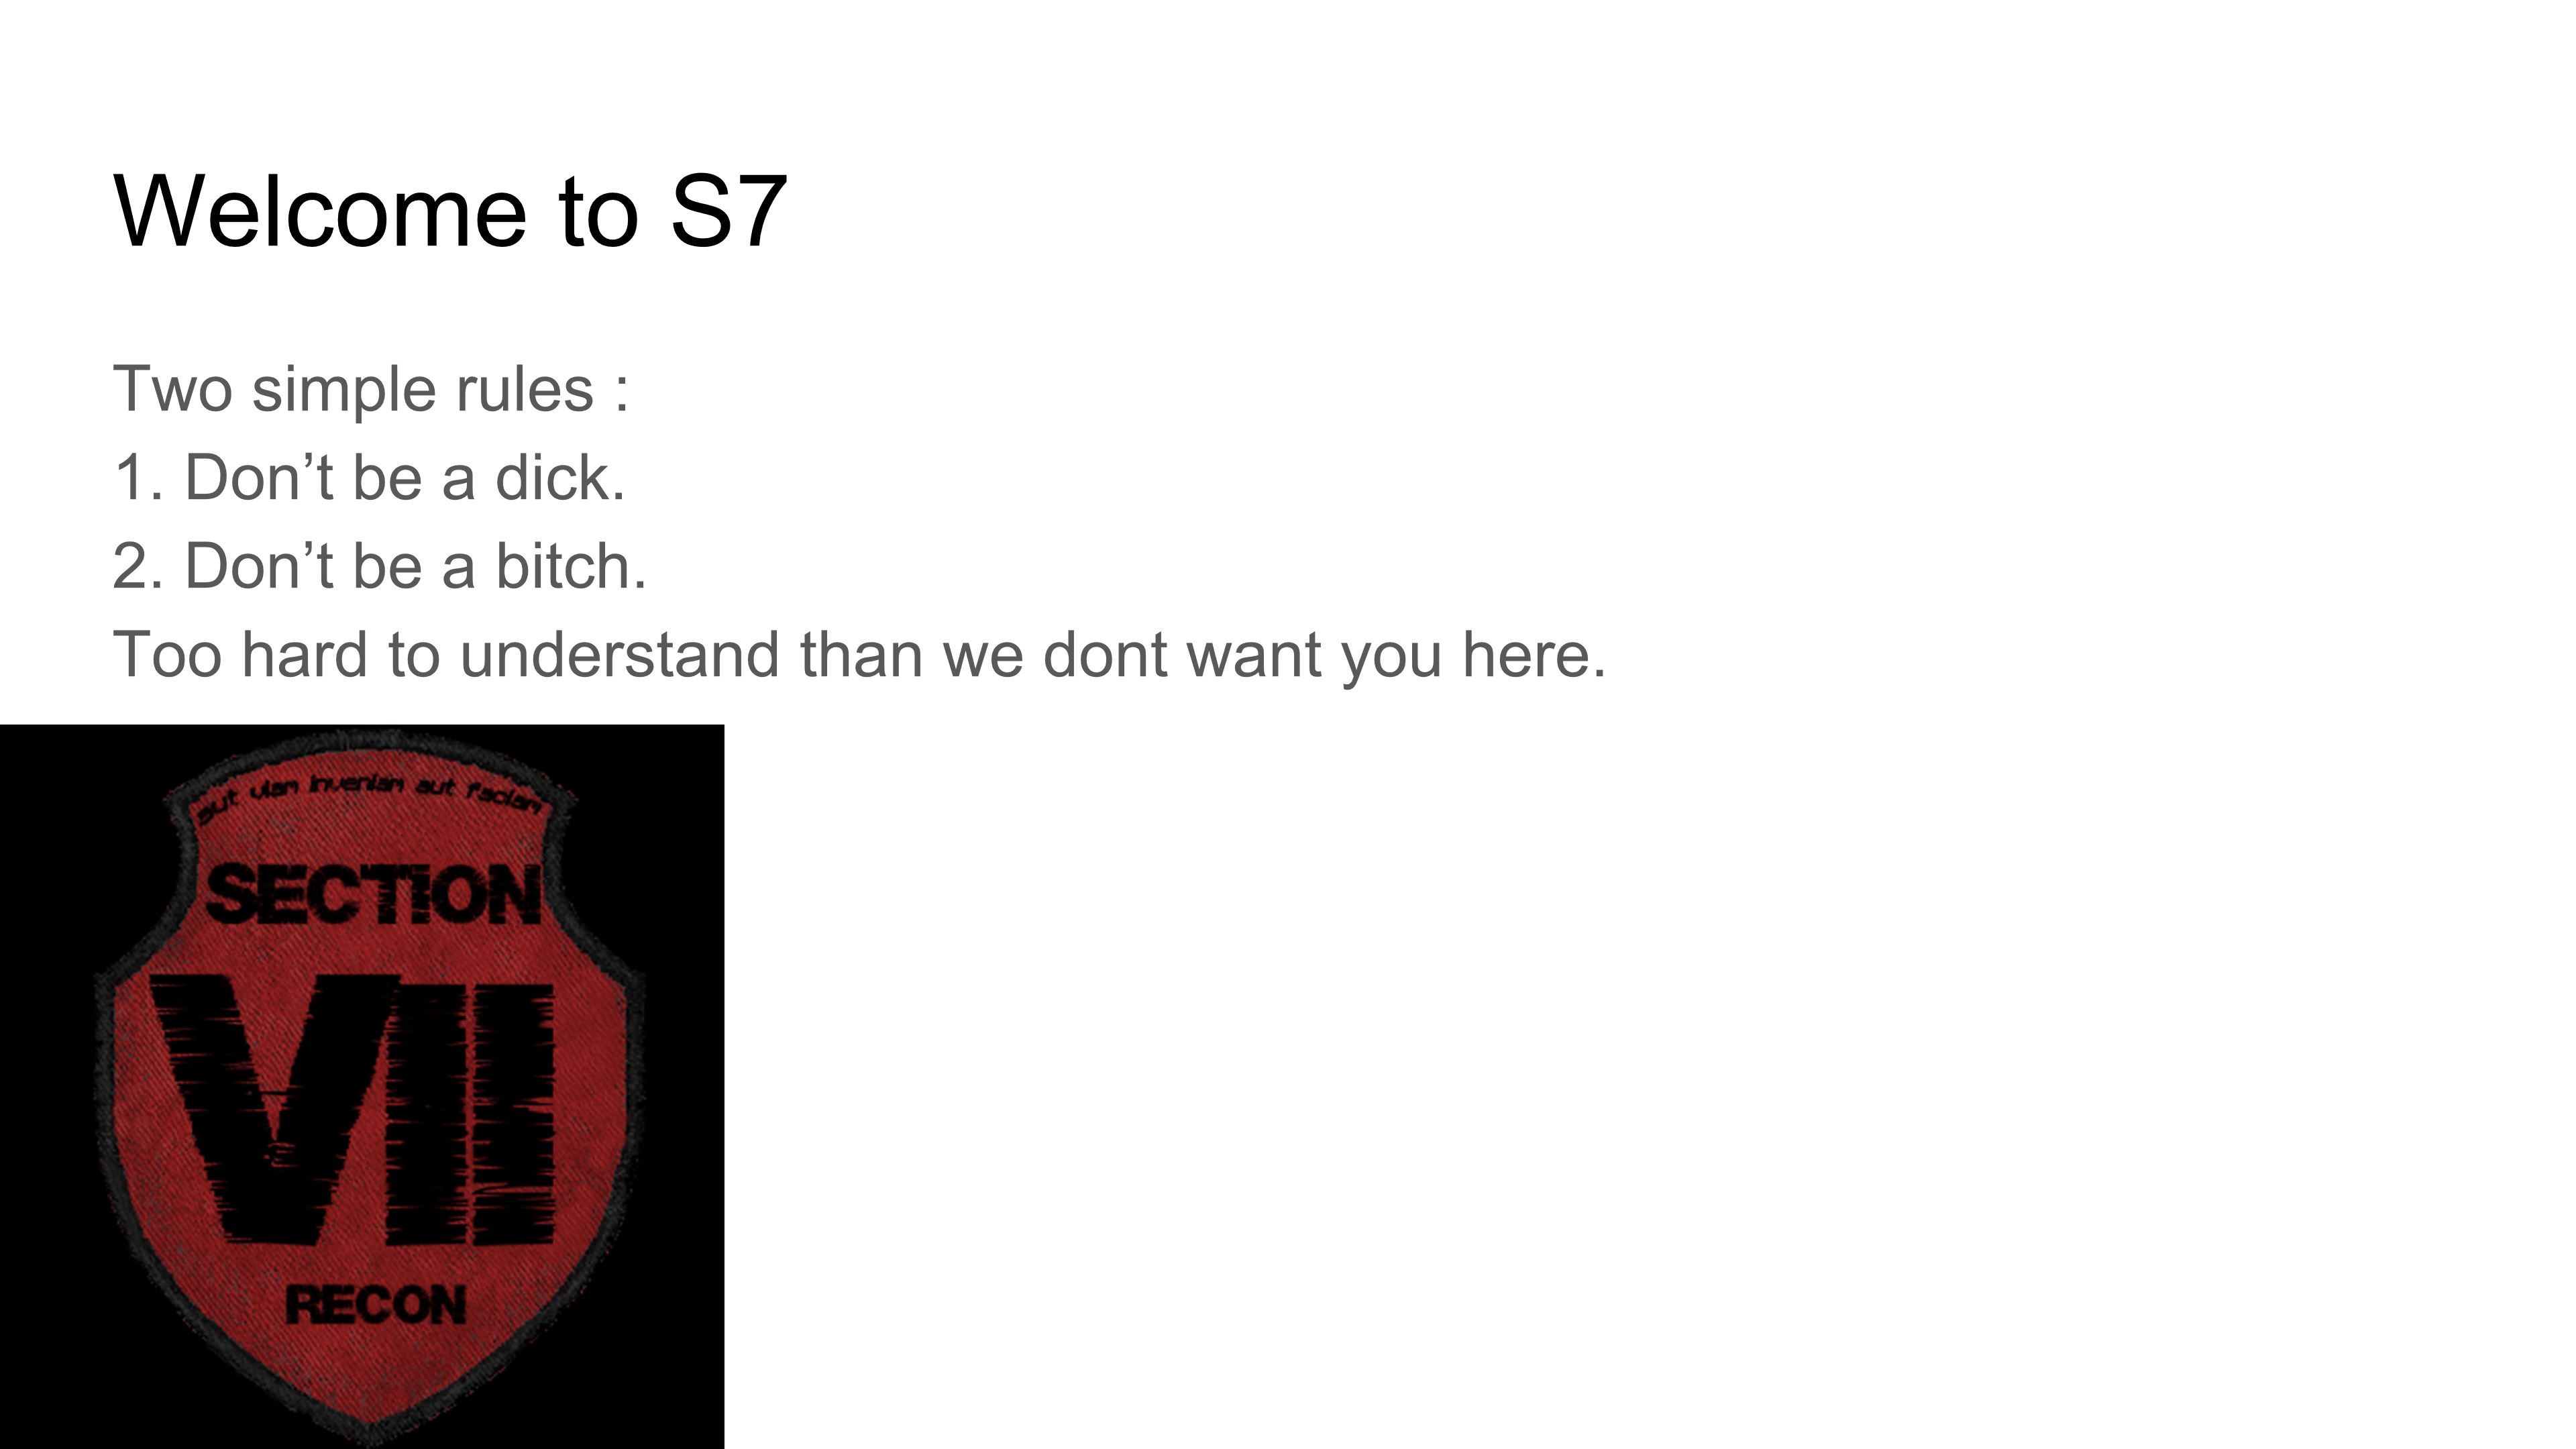 Welcome to S7
Two simple rules :
1. Don’t be a dick.
2. Don’t be a bitch.
Too hard to understand than we dont want you here.
aut viam inveniam aut faciam
SECTION
VII
RECON